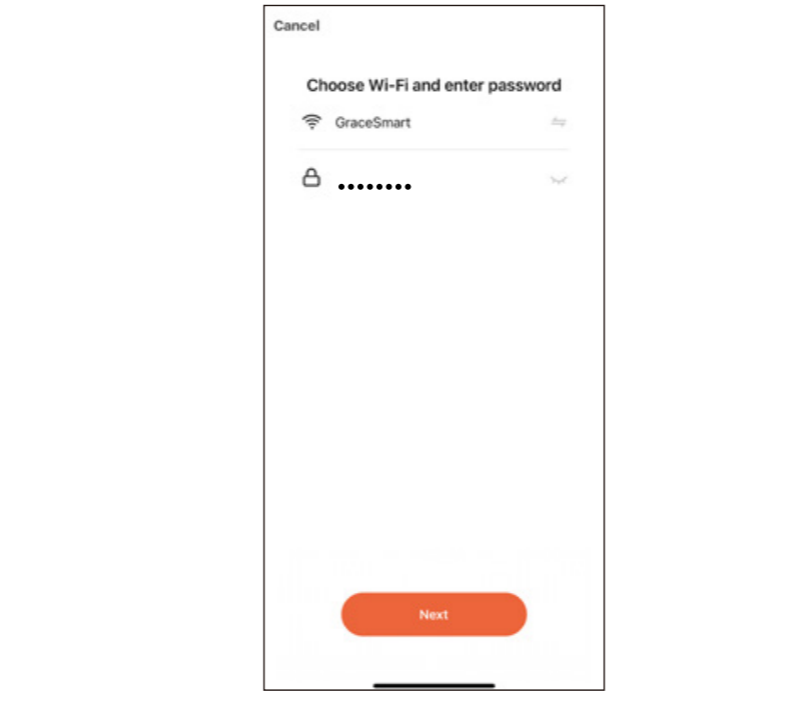 Cancel
Choose Wi-Fi and enter password
GraceSmart
••••••••
Next